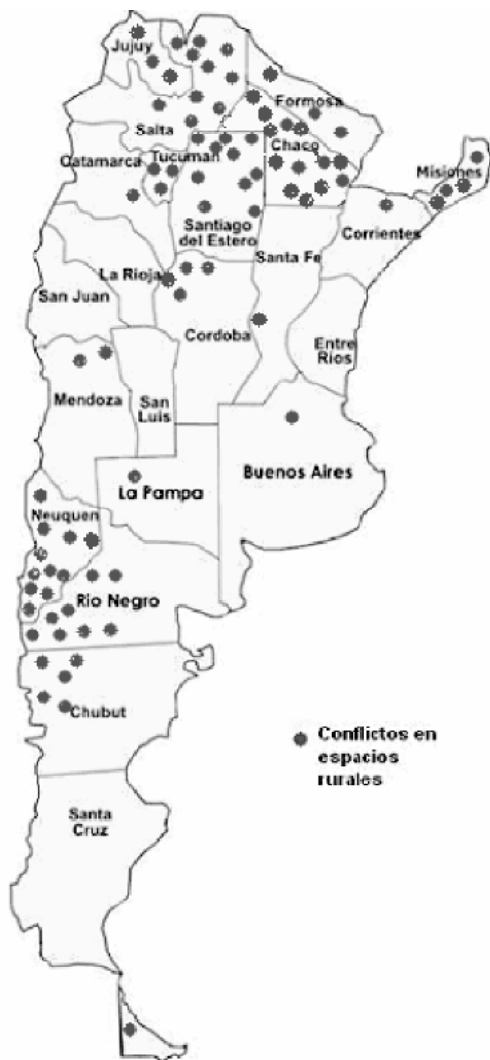 Jujuy
Formosa
Salta
Chaco
Catamarca
Tucuman
Misiones
Santiago
del Estero
Corrientes
Santa Fe
La Rioja
San Juan
Cordoba
Entre
Rios
Mendoza
San
Luis
Buenos Aires
La Pampa
Neuquen
Rio Negro
Chubut
Conflictos en
espacios
rurales
Santa
Cruz